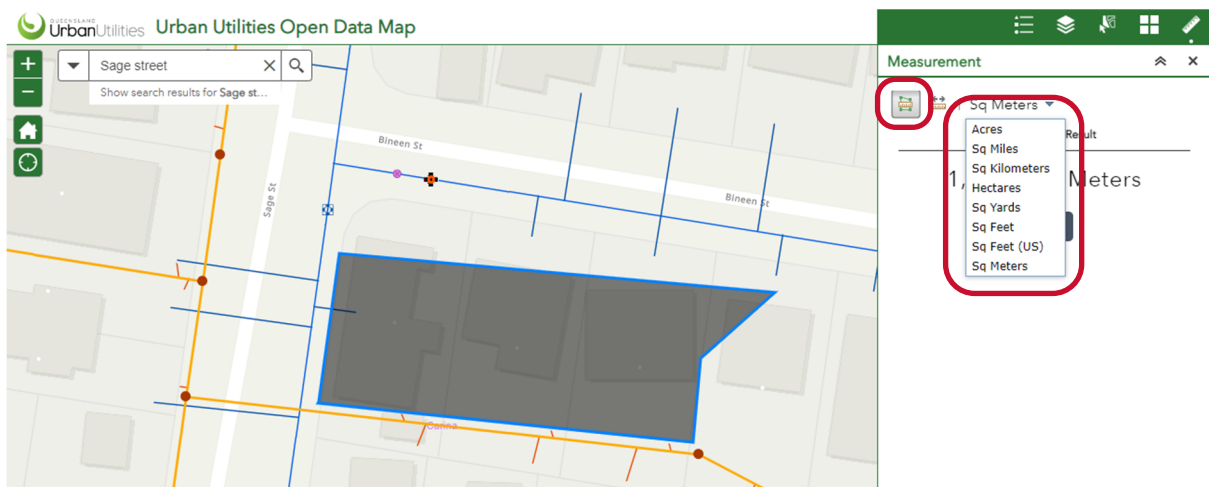 QUEENSLAND
UrbanUtilities
Urban Utilities Open Data Map
Sage street
Show search results for Sage st...
Bineen St
Sage St
Bineen St
Carina
Measurement
Sq Meters
Result
1, Meters
Acres
Sq Miles
Sq Kilometers
Hectares
Sq Yards
Sq Feet
Sq Feet (US)
Sq Meters